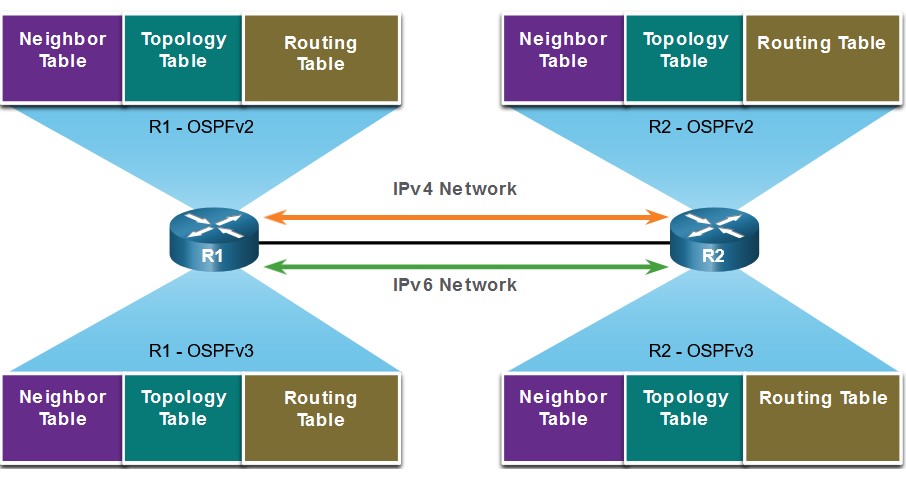 Neighbor
Table
Topology
Table
Routing
Table
Neighbor
Table
Topology
Table
Routing Table
R1 - OSPFv2
R2 - OSPFv2
IPv4 Network
R1
R2
IPv6 Network
R1 - OSPFv3
R2 - OSPFv3
Neighbor
Table
Topology
Table
Routing
Table
Neighbor
Table
Topology
Table
Routing Table